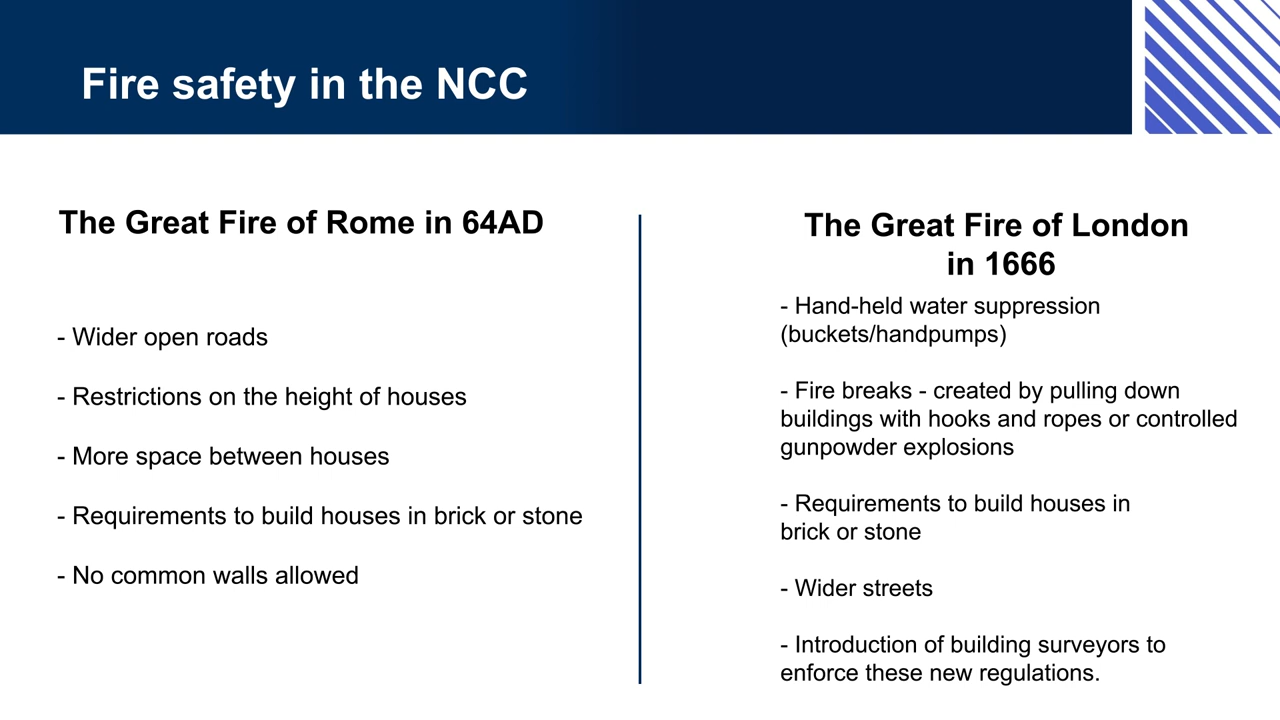 Fire safety in the NCC
The Great Fire of Rome in 64AD
- Wider open roads
- Restrictions on the height of houses
- More space between houses
- Requirements to build houses in brick or stone
- No common walls allowed
The Great Fire of London
in 1666
- Hand-held water suppression
(buckets/handpumps)
- Fire breaks - created by pulling down
buildings with hooks and ropes or controlled
gunpowder explosions
- Requirements to build houses in
brick or stone
- Wider streets
- Introduction of building surveyors to
enforce these new regulations.